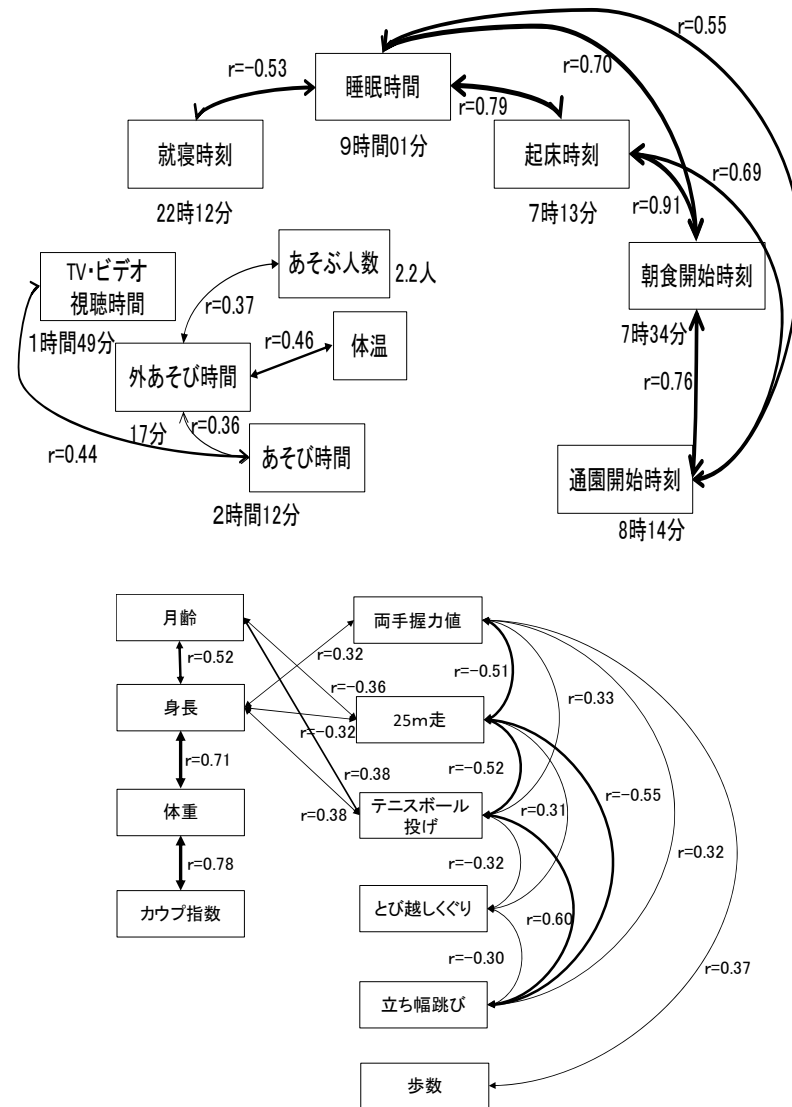 r=0.55
r=-0.53
r=0.70
睡眠時間
r=0.79
就寝時刻
9時間01分
起床時刻
r=0.69
22時12分
7時13分
r=0.91
TV・ビデオ
視聴時間
あそぶ人数
2.2人
朝食開始時刻
r=0.37
1時間49分
r=0.46
体温
7時34分
外あそび時間
r=0.76
17分
r=0.36
r=0.44
あそび時間
通園開始時刻
2時間12分
8時14分
月齢
両手握力値
r=0.52
r=0.32
r=-0.51
r=-0.36
r=0.33
身長
25m走
r=-0.32
r=0.71
r=0.38
r=-0.52
r=-0.55
体重
r=0.38
テニスボール
投げ
r=0.31
r=0.32
r=0.78
r=-0.32
カウプ指数
とび越しくぐり
r=0.60
r=-0.30
r=0.37
立ち幅跳び
歩数